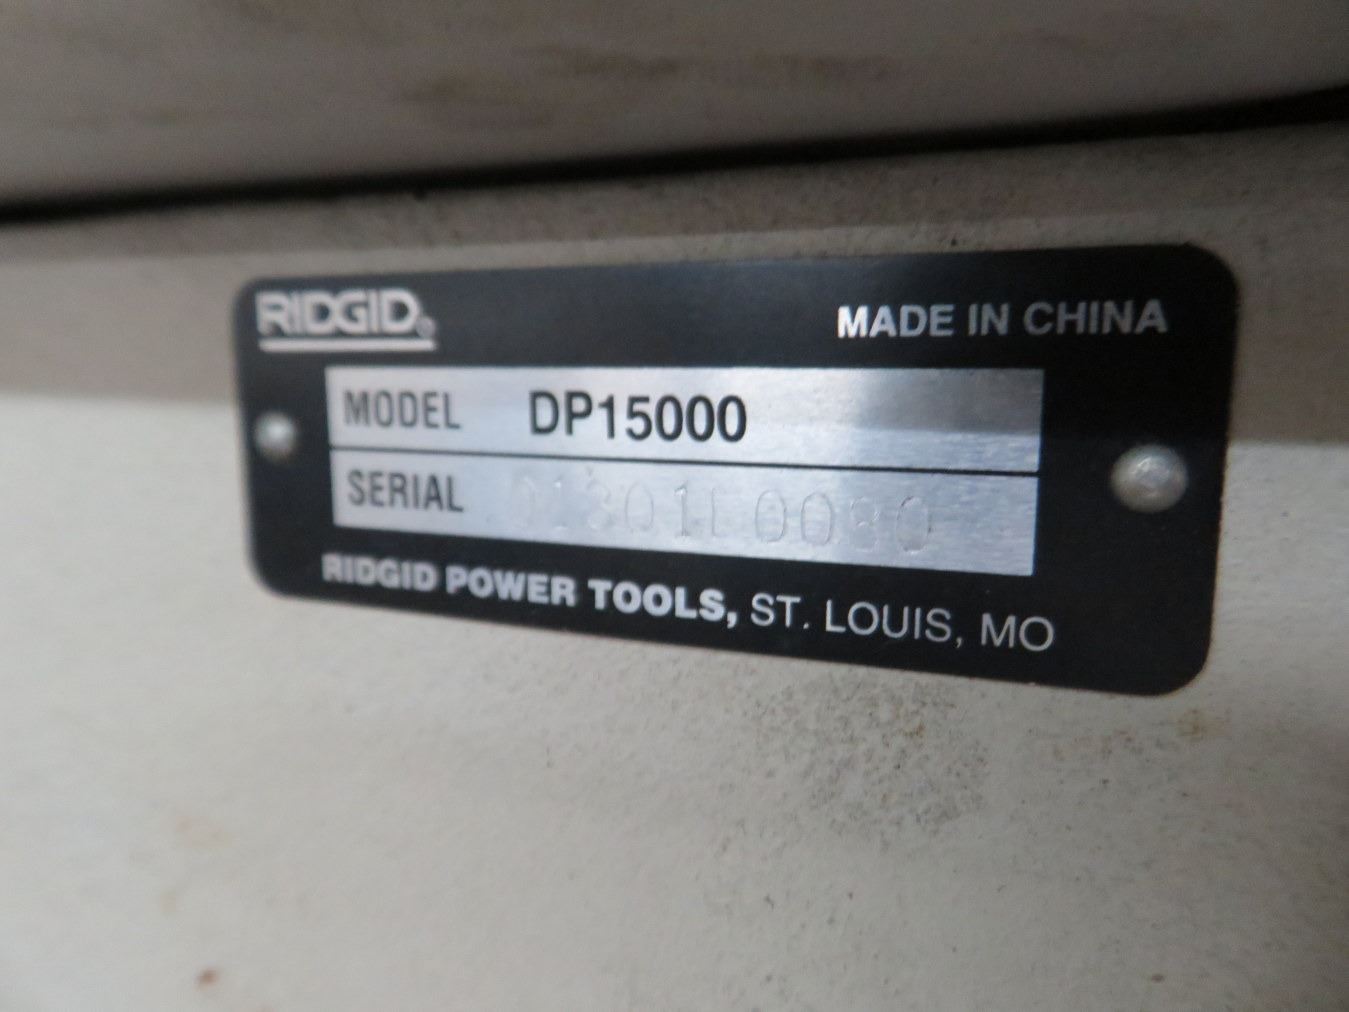 RIDGID®
MADE IN CHINA
MODEL DP15000
SERIAL
RIDGID POWER TOOLS, ST. LOUIS, MO